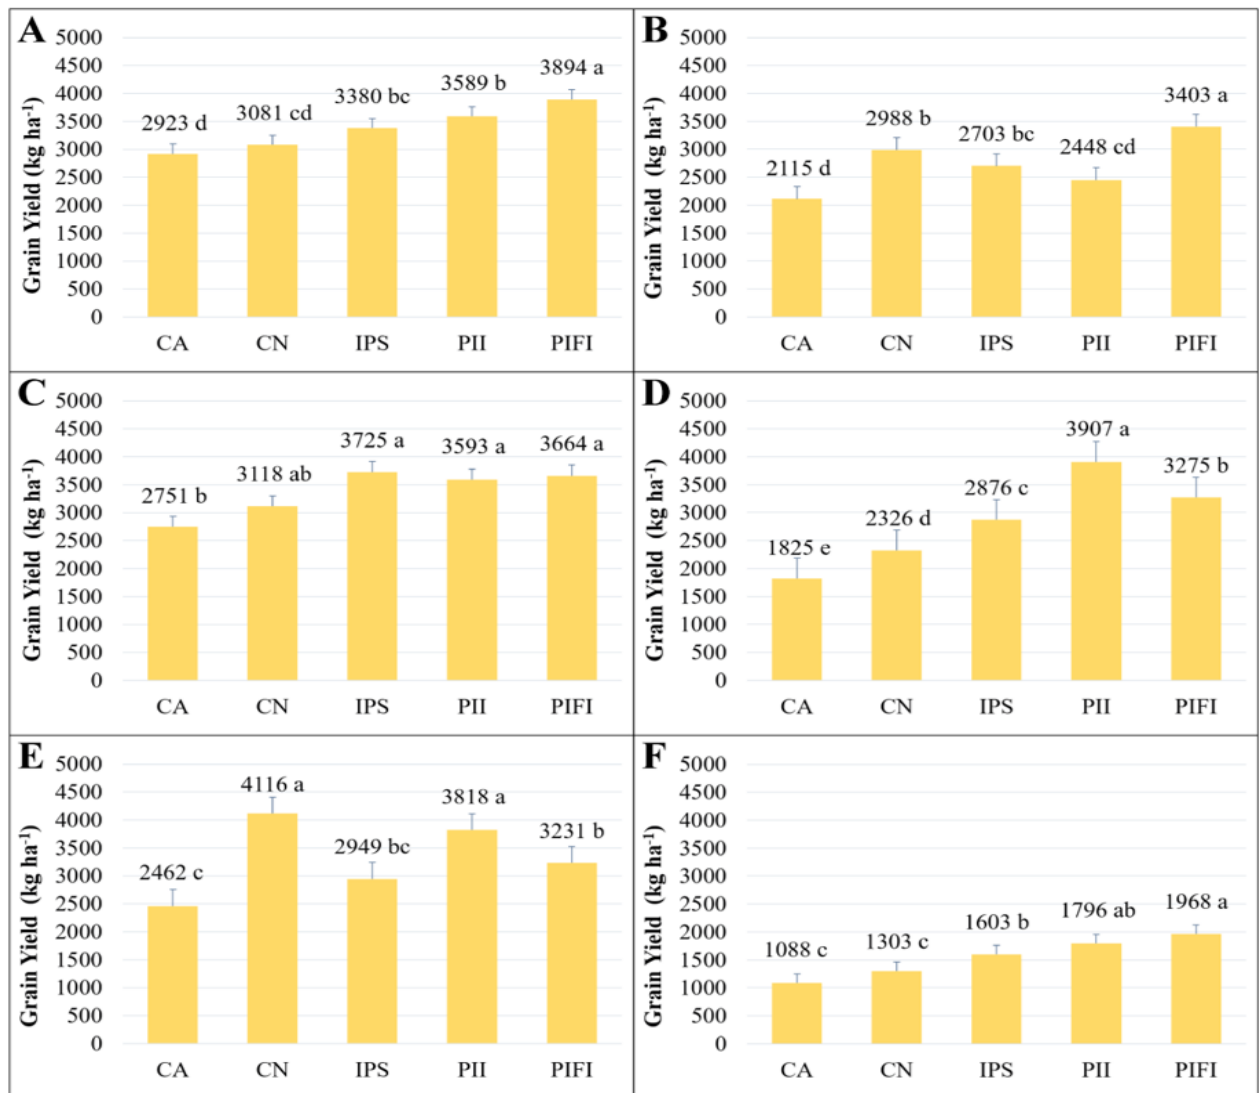 A
Grain Yield (kg ha⁻¹)
5000
4500
4000
3500
3000
2500
2000
1500
1000
500
0
2923 d
3081 cd
3380 bc
3589 b
3894 a
CA CN IPS PII PIFI
B
Grain Yield (kg ha⁻¹)
5000
4500
4000
3500
3000
2500
2000
1500
1000
500
0
2115 d
2988 b
2703 bc
2448 cd
3403 a
CA CN IPS PII PIFI
C
Grain Yield (kg ha⁻¹)
5000
4500
4000
3500
3000
2500
2000
1500
1000
500
0
2751 b
3118 ab
3725 a
3593 a
3664 a
CA CN IPS PII PIFI
D
Grain Yield (kg ha⁻¹)
5000
4500
4000
3500
3000
2500
2000
1500
1000
500
0
1825 e
2326 d
2876 c
3907 a
3275 b
CA CN IPS PII PIFI
E
Grain Yield (kg ha⁻¹)
5000
4500
4000
3500
3000
2500
2000
1500
1000
500
0
2462 c
4116 a
2949 bc
3818 a
3231 b
CA CN IPS PII PIFI
F
Grain Yield (kg ha⁻¹)
5000
4500
4000
3500
3000
2500
2000
1500
1000
500
0
1088 c
1303 c
1603 b
1796 ab
1968 a
CA CN IPS PII PIFI